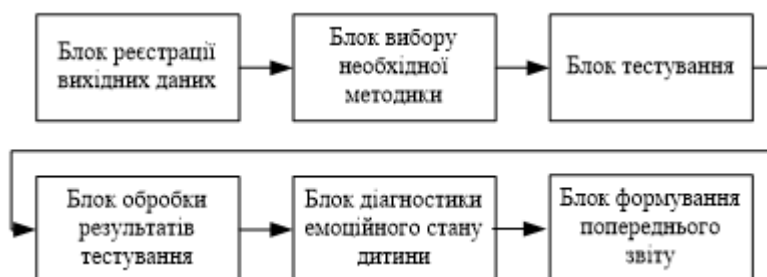 Блок реєстрації
вихідних даних
Блок вибору
необхідної
методики
Блок тестування
Блок обробки
результатів
тестування
Блок діагностики
емоційного стану
дитини
Блок формування
попереднього
звіту